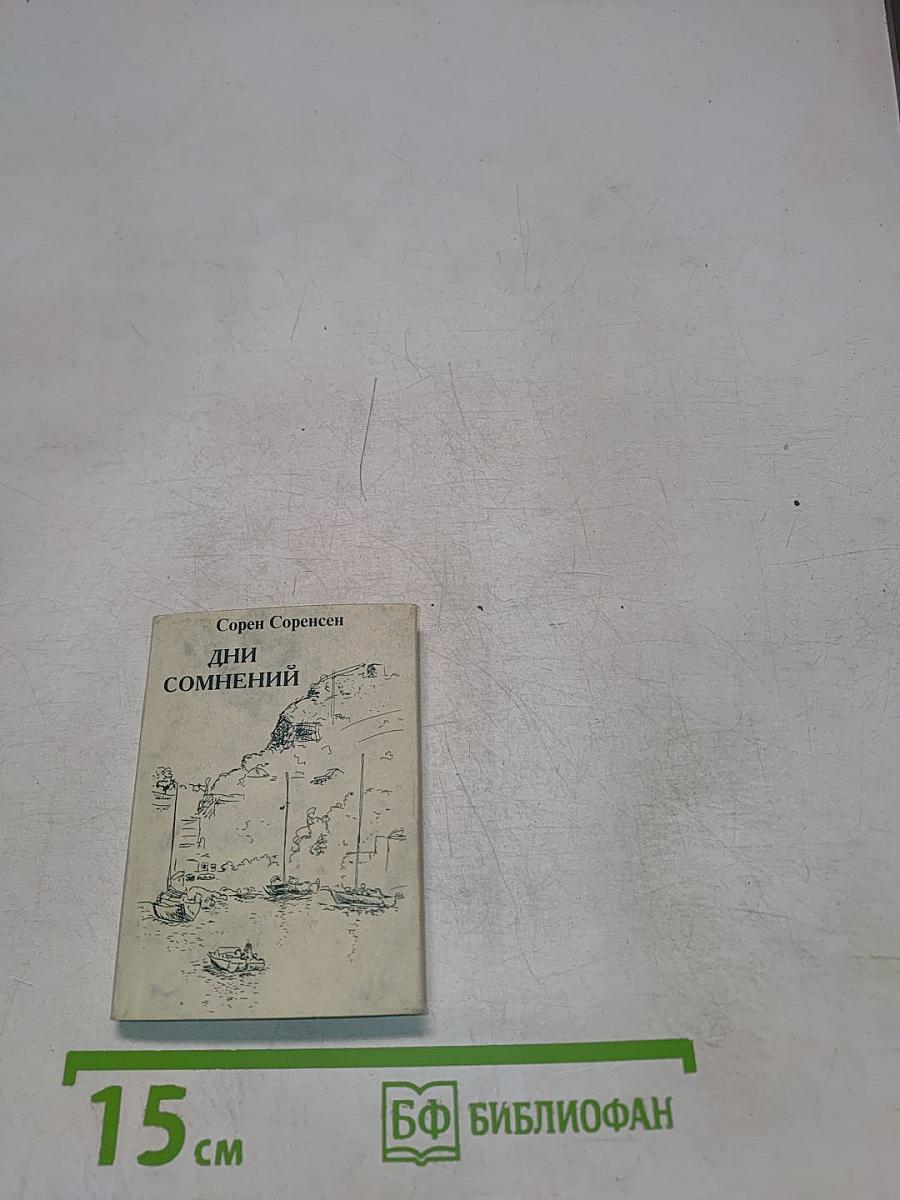 Сорен Соренсен
ДНИ
СОМНЕНИЙ
15 см
БФ БИБЛИОФАН